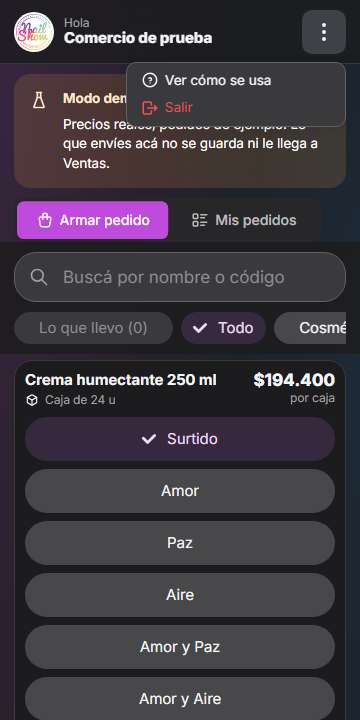 Nail
Show
Hola
Comercio de prueba
Ver cómo se usa
Salir
Modo
Precios reales, pedidos de ejemplo. Lo
que envíes acá no se guarda ni le llega a
Ventas.
Armar pedido
Mis pedidos
Buscá por nombre o código
Lo que llevo (0)
Todo
Cosmé
Crema humectante 250 ml
$194.400
Caja de 24 u
por caja
Surtido
Amor
Paz
Aire
Amor y Paz
Amor y Aire